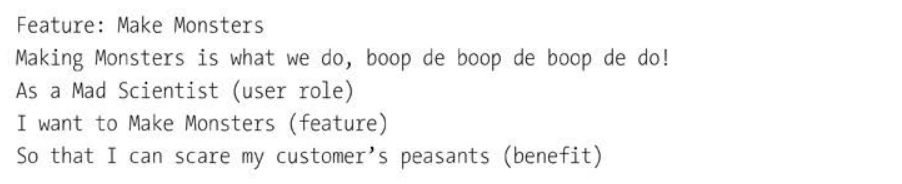 Feature: Make Monsters
Making Monsters is what we do, boop de boop de boop de do!
As a Mad Scientist (user role)
I want to Make Monsters (feature)
So that I can scare my customer’s peasants (benefit)